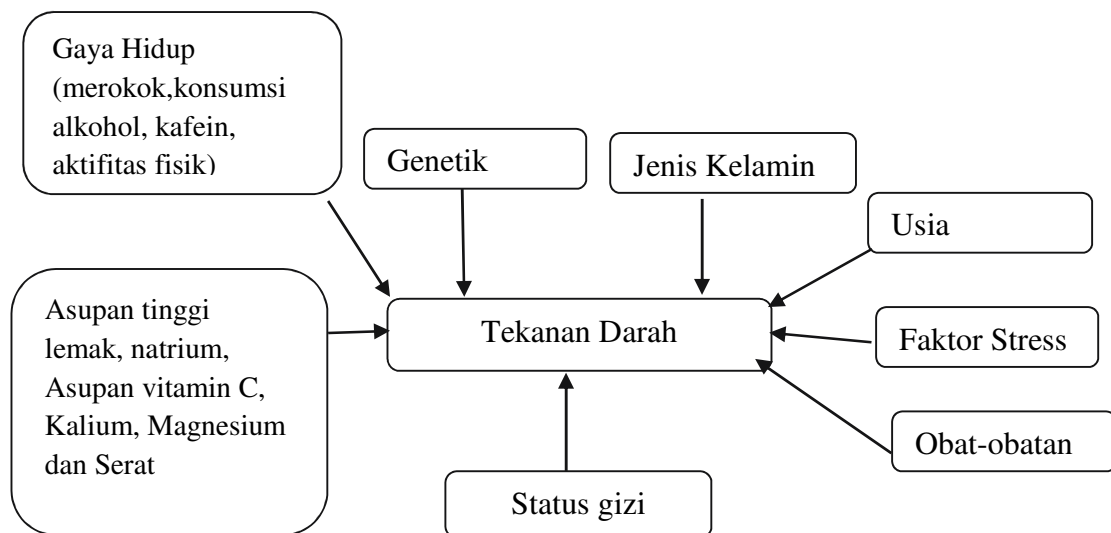 Gaya Hidup
(merokok,konsumsi
alkohol, kafein,
aktifitas fisik)
Genetik
Jenis Kelamin
Usia
Asupan tinggi
lemak, natrium,
Asupan vitamin C,
Kalium, Magnesium
dan Serat
Tekanan Darah
Faktor Stress
Obat-obatan
Status gizi